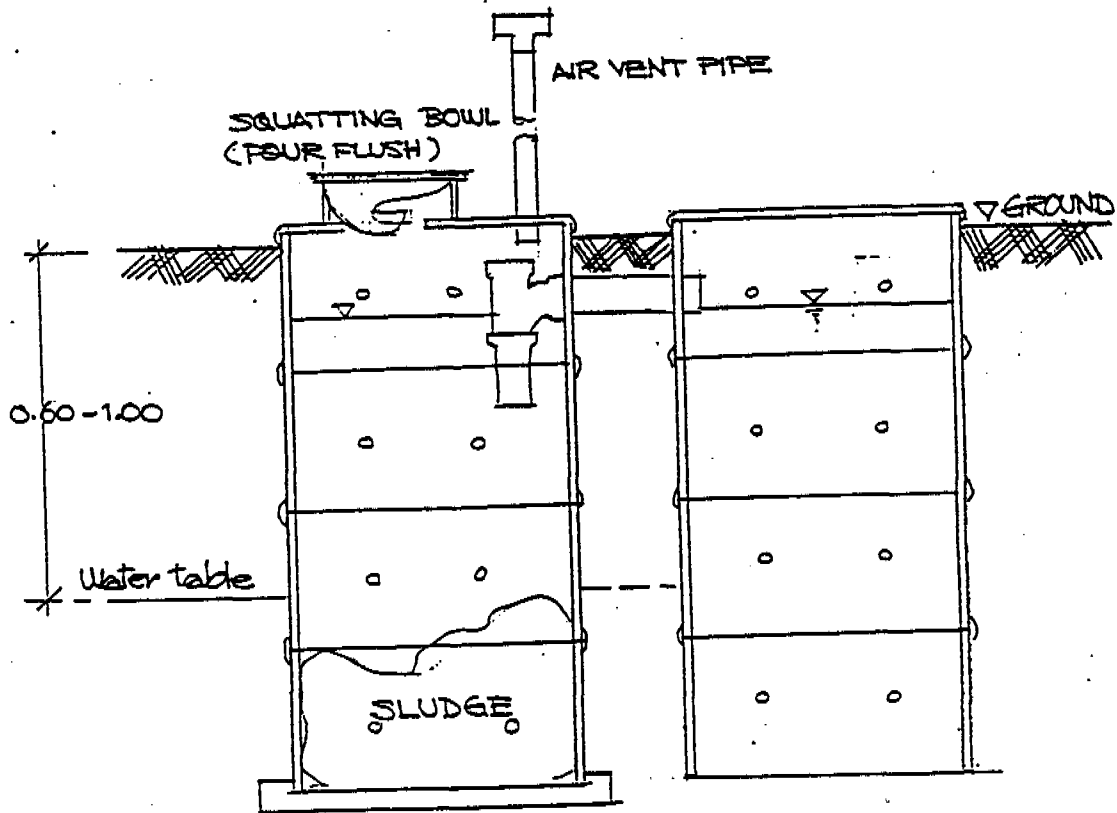 AIR VENT PIPE
SQUATTING BOWL
(POUR FLUSH)
GROUND
0.60-1.00
Water table
SLUDGE